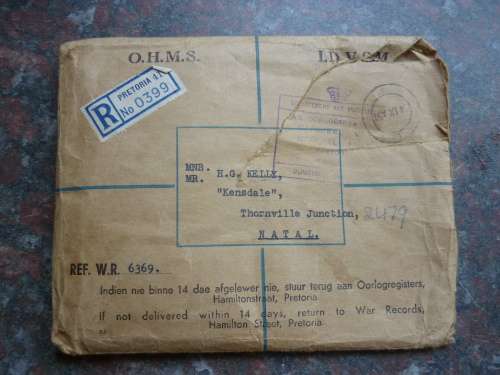 O.H.M.S. I.D.V.S.M.
R PRETORIA 41
No 0399
MNB. H.G. KELLY,
MR.
"Kensdale",
Thornville Junction, 2479
NATAL.
REF. W.R. 6369.
Indien nie binne 14 dae afgelewer nie, stuur terug aan Oorlogregisters,
Hamiltonstraat, Pretoria.
If not delivered within 14 days, return to War Records,
Hamilton Street, Pretoria.